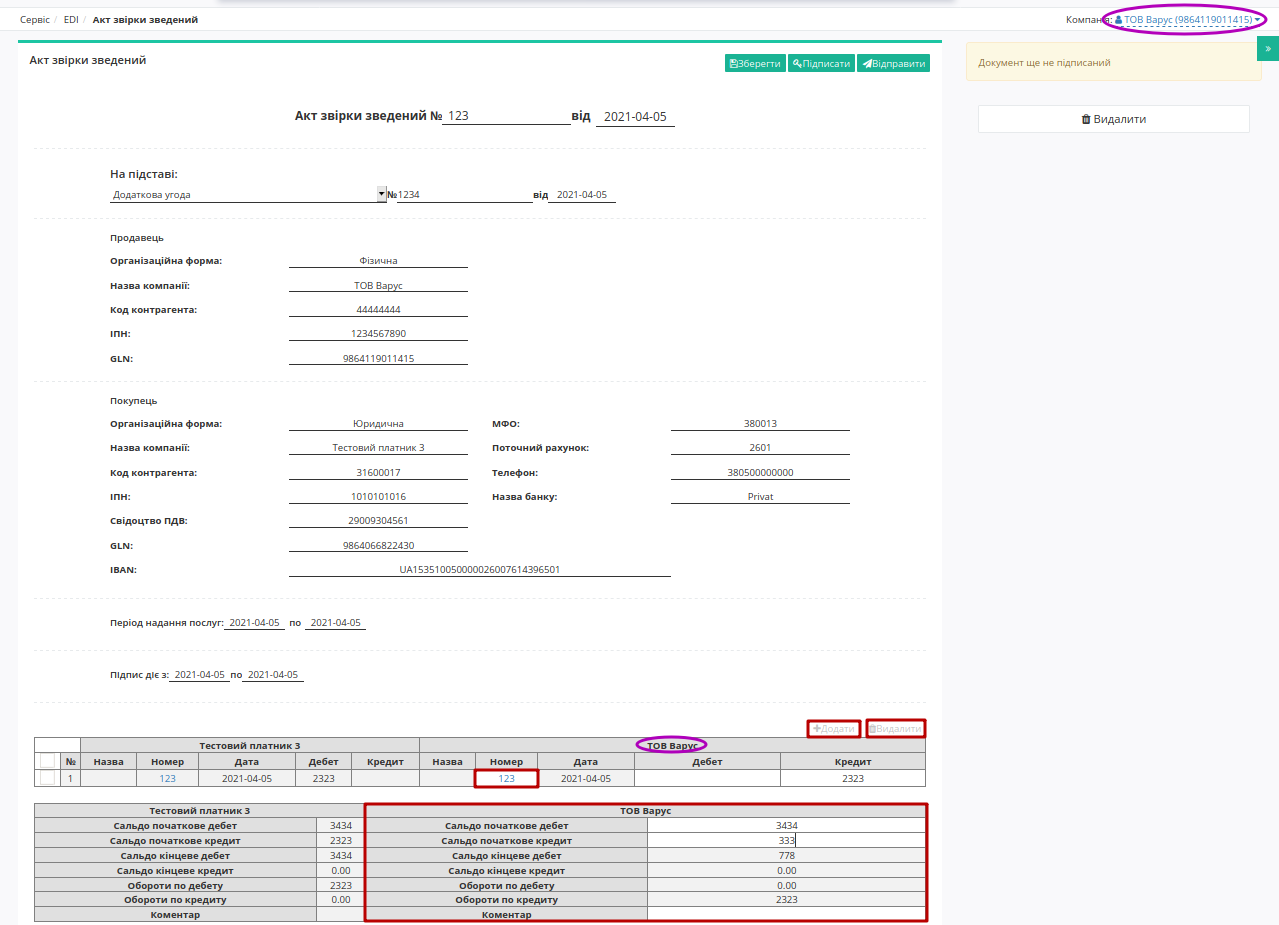 Сервіс / EDI / Акт звірки зведений
Компанія: ТОВ Варус (9864119011415)
Акт звірки зведений
Зберегти Підписати Відправити
»
Документ ще не підписаний
Видалити
Акт звірки зведений № 123 від 2021-04-05
На підставі:
Додаткова угода № 1234 від 2021-04-05
Продавець
Організаційна форма: Фізична
Назва компанії: ТОВ Варус
Код контрагента: 44444444
ІПН: 1234567890
GLN: 9864119011415
Покупець
Організаційна форма: Юридична МФО: 380013
Назва компанії: Тестовий платник 3 Поточний рахунок: 2601
Код контрагента: 31600017 Телефон: 380500000000
ІПН: 1010101016 Назва банку: Privat
Свідоцтво ПДВ: 29009304561
GLN: 9864066822430
IBAN: UA153510050000026007614396501
Період надання послуг: 2021-04-05 по 2021-04-05
Підпис діє з: 2021-04-05 по 2021-04-05
+Додати Видалити
Тестовий платник 3 ТОВ Варус
№ Назва Номер Дата Дебет Кредит Назва Номер Дата Дебет Кредит
1 123 2021-04-05 2323 123 2021-04-05 2323
Тестовий платник 3 ТОВ Варус
Сальдо початкове дебет 3434 Сальдо початкове дебет 3434
Сальдо початкове кредит 2323 Сальдо початкове кредит 333
Сальдо кінцеве дебет 3434 Сальдо кінцеве дебет 778
Сальдо кінцеве кредит 0.00 Сальдо кінцеве кредит 0.00
Обороти по дебету 2323 Обороти по дебету 0.00
Обороти по кредиту 0.00 Обороти по кредиту 2323
Коментар Коментар